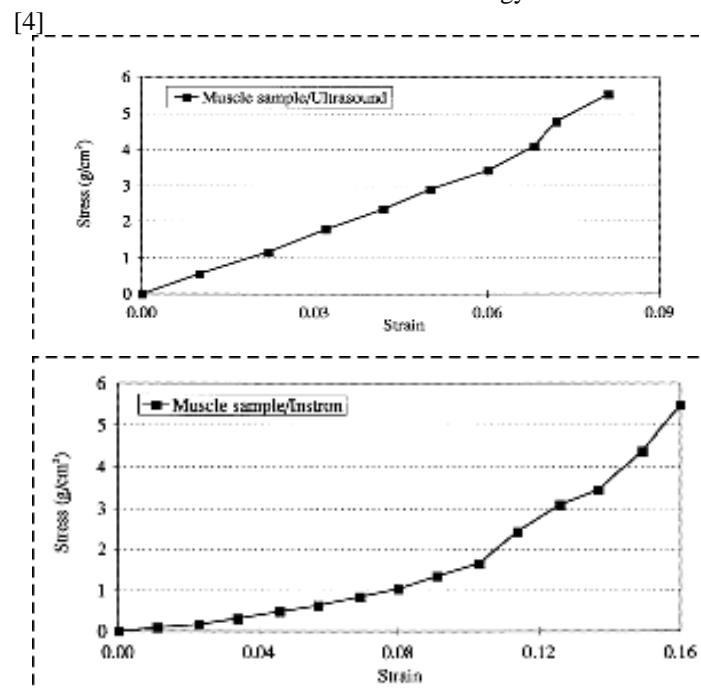 [4]
6
Muscle sample/Ultrasound
5
4
3
2
1
0
Stress (g/cm²)
0.00 0.03 0.06 0.09
Strain
6
Muscle sample/Instron
5
4
3
2
1
0
Stress (g/cm²)
0.00 0.04 0.08 0.12 0.16
Strain